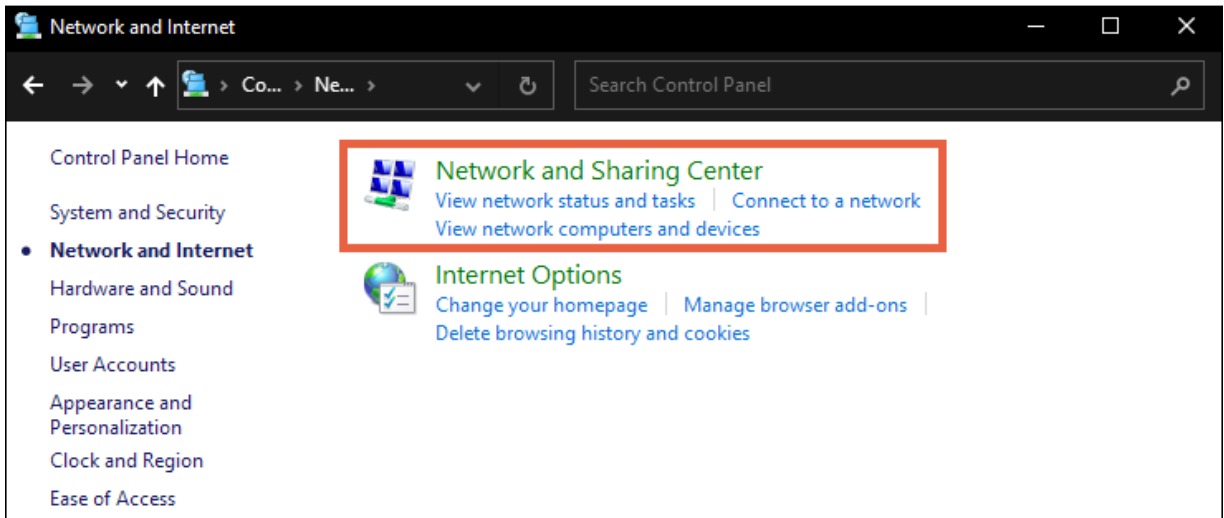 Network and Internet
Co... Ne...
Search Control Panel
Control Panel Home
System and Security
Network and Internet
Hardware and Sound
Programs
User Accounts
Appearance and
Personalization
Clock and Region
Ease of Access
Network and Sharing Center
View network status and tasks Connect to a network
View network computers and devices
Internet Options
Change your homepage Manage browser add-ons
Delete browsing history and cookies